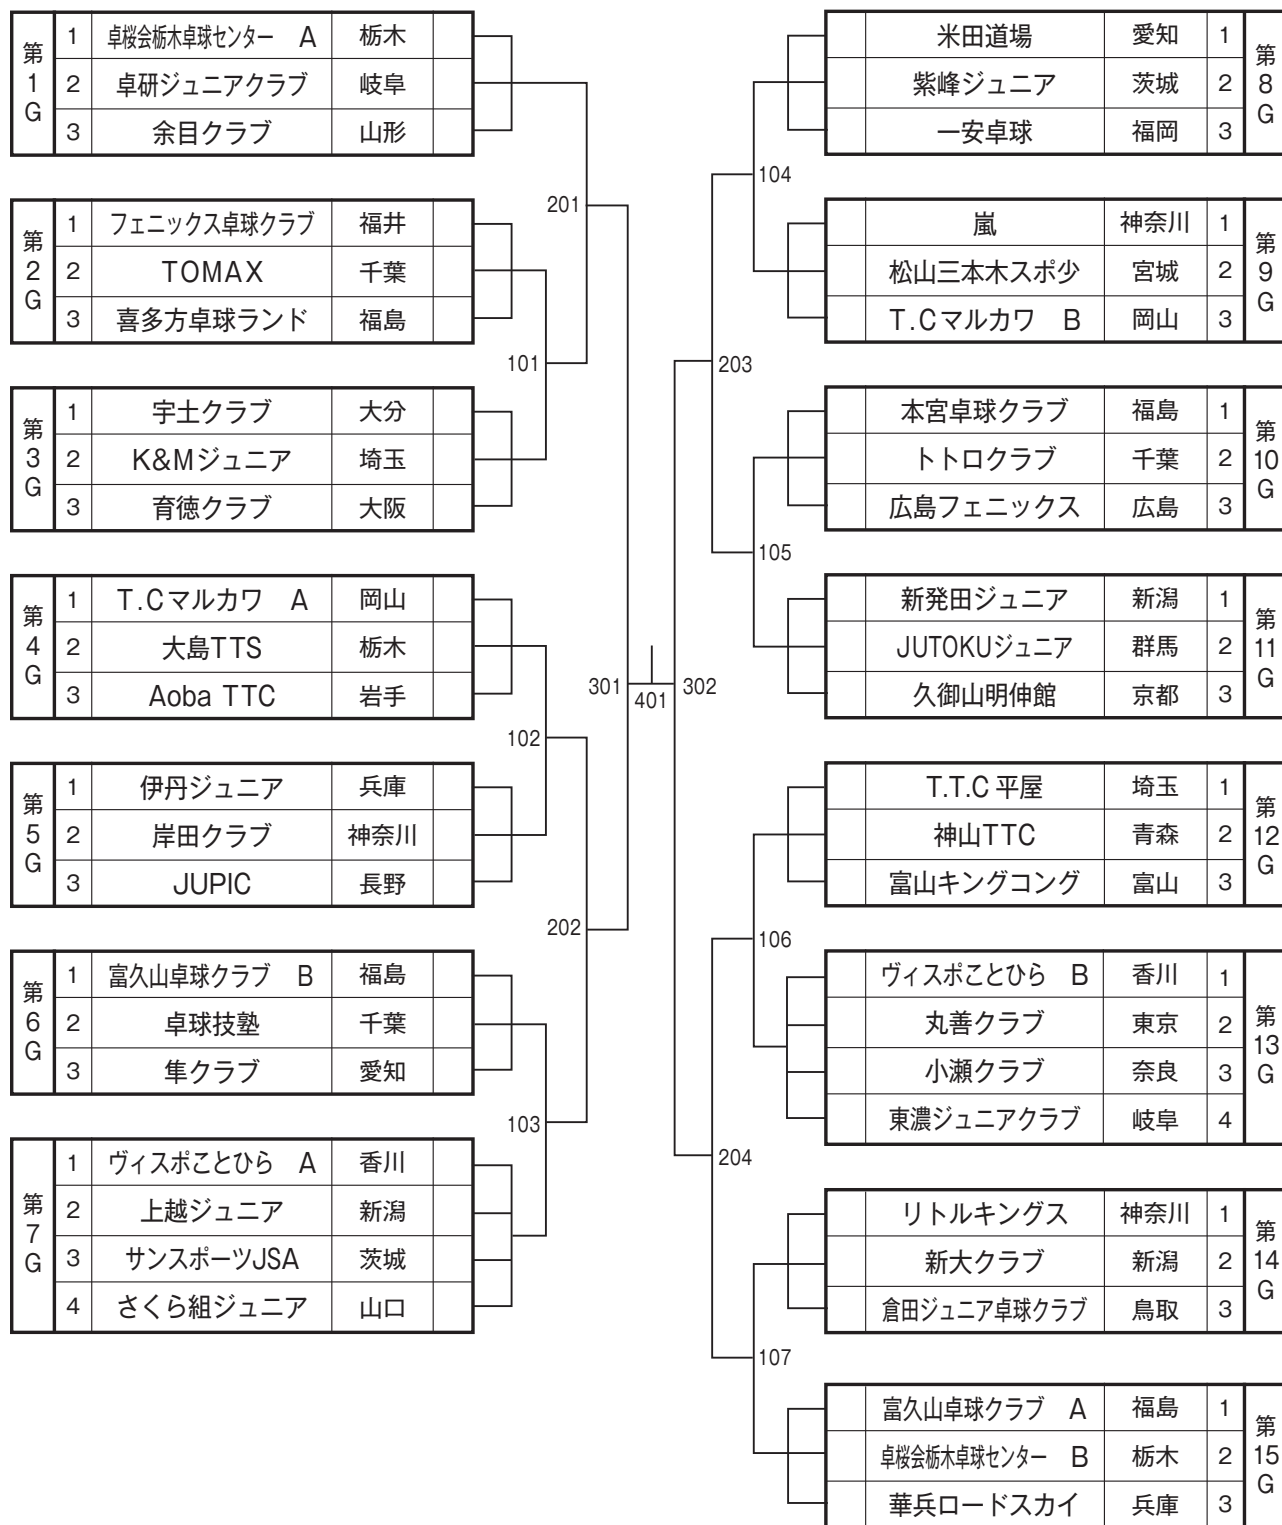 第1G
1 卓桜会栃木卓球センター A 栃木
2 卓研ジュニアクラブ 岐阜
3 余目クラブ 山形
第2G
1 フェニックス卓球クラブ 福井
2 TOMAX 千葉
3 喜多方卓球ランド 福島
第3G
1 宇土クラブ 大分
2 K&Mジュニア 埼玉
3 育徳クラブ 大阪
第4G
1 T.Cマルカワ A 岡山
2 大島TTS 栃木
3 Aoba TTC 岩手
第5G
1 伊丹ジュニア 兵庫
2 岸田クラブ 神奈川
3 JUPIC 長野
第6G
1 富久山卓球クラブ B 福島
2 卓球技塾 千葉
3 隼クラブ 愛知
第7G
1 ヴィスポことひら A 香川
2 上越ジュニア 新潟
3 サンスポーツJSA 茨城
4 さくら組ジュニア 山口
201
101
102
202
103
301
401
302
104
203
105
106
204
107
米田道場 愛知 1
紫峰ジュニア 茨城 2
一安卓球 福岡 3
第8G
嵐 神奈川 1
松山三本木スポ少 宮城 2
T.Cマルカワ B 岡山 3
第9G
本宮卓球クラブ 福島 1
トトロクラブ 千葉 2
広島フェニックス 広島 3
第10G
新発田ジュニア 新潟 1
JUTOKUジュニア 群馬 2
久御山明伸館 京都 3
第11G
T.T.C 平屋 埼玉 1
神山TTC 青森 2
富山キングコング 富山 3
第12G
ヴィスポことひら B 香川 1
丸善クラブ 東京 2
小瀬クラブ 奈良 3
東濃ジュニアクラブ 岐阜 4
第13G
リトルキングス 神奈川 1
新大クラブ 新潟 2
倉田ジュニア卓球クラブ 鳥取 3
第14G
富久山卓球クラブ A 福島 1
卓桜会栃木卓球センター B 栃木 2
華兵ロードスカイ 兵庫 3
第15G